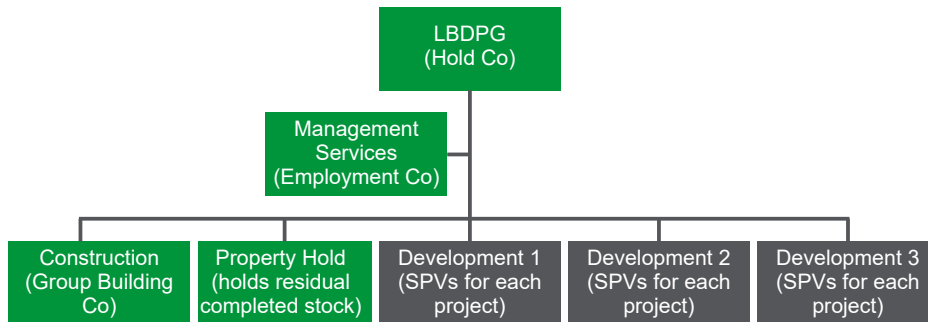 LBDPG
(Hold Co)
Management
Services
(Employment Co)
Construction
(Group Building
Co)
Property Hold
(holds residual
completed stock)
Development 1
(SPVs for each
project)
Development 2
(SPVs for each
project)
Development 3
(SPVs for each
project)